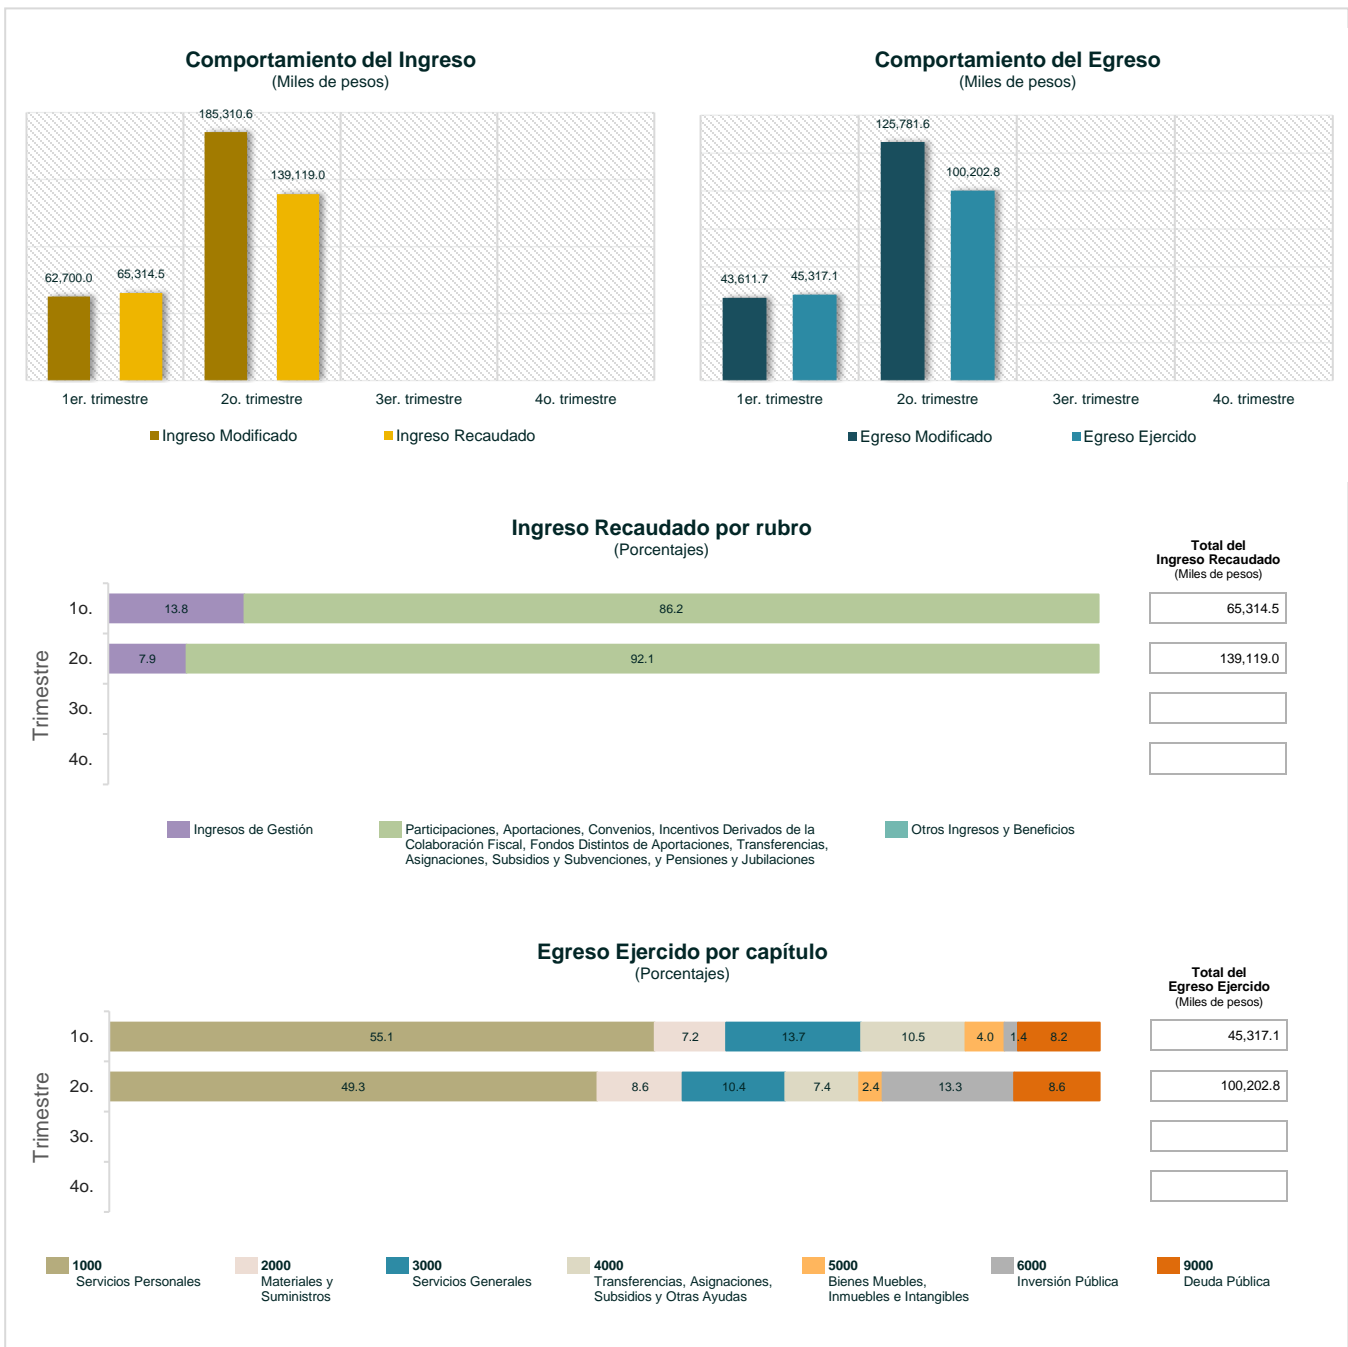 Comportamiento del Ingreso
(Miles de pesos)
185,310.6
139,119.0
62,700.0
65,314.5
1er. trimestre
2o. trimestre
3er. trimestre
4o. trimestre
Ingreso Modificado
Ingreso Recaudado
Comportamiento del Egreso
(Miles de pesos)
125,781.6
100,202.8
43,611.7
45,317.1
1er. trimestre
2o. trimestre
3er. trimestre
4o. trimestre
Egreso Modificado
Egreso Ejercido
Ingreso Recaudado por rubro
(Porcentajes)
Total del
Ingreso Recaudado
(Miles de pesos)
Trimestre
1o.
13.8
86.2
65,314.5
2o.
7.9
92.1
139,119.0
3o.
4o.
Ingresos de Gestión
Participaciones, Aportaciones, Convenios, Incentivos Derivados de la
Colaboración Fiscal, Fondos Distintos de Aportaciones, Transferencias,
Asignaciones, Subsidios y Subvenciones, y Pensiones y Jubilaciones
Otros Ingresos y Beneficios
Egreso Ejercido por capítulo
(Porcentajes)
Total del
Egreso Ejercido
(Miles de pesos)
Trimestre
1o.
55.1
7.2
13.7
10.5
4.0
1.4
8.2
45,317.1
2o.
49.3
8.6
10.4
7.4
2.4
13.3
8.6
100,202.8
3o.
4o.
1000
Servicios Personales
2000
Materiales y
Suministros
3000
Servicios Generales
4000
Transferencias, Asignaciones,
Subsidios y Otras Ayudas
5000
Bienes Muebles,
Inmuebles e Intangibles
6000
Inversión Pública
9000
Deuda Pública